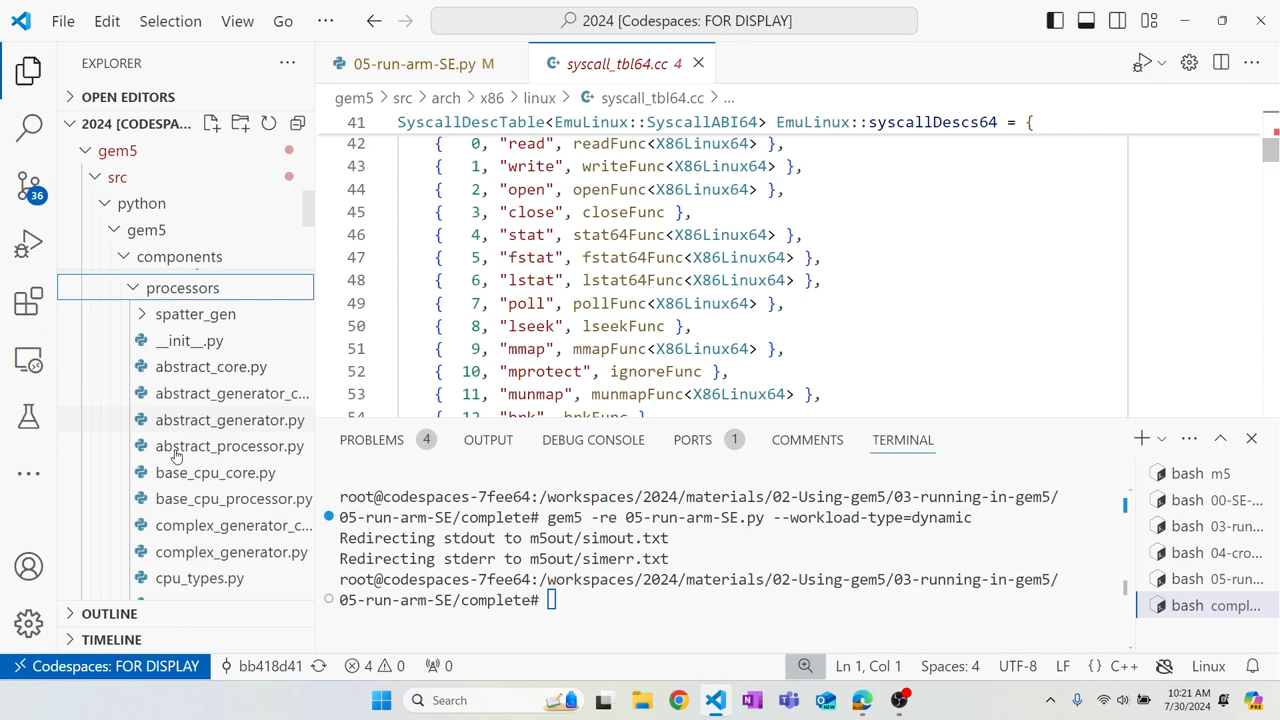 File Edit Selection View Go ··· 2024 [Codespaces: FOR DISPLAY]
EXPLORER ···
OPEN EDITORS
2024 [CODESPA...
gem5
src
python
gem5
components
processors
spatter_gen
__init__.py
abstract_core.py
abstract_generator_c...
abstract_generator.py
abstract_processor.py
base_cpu_core.py
base_cpu_processor.py
complex_generator_c...
complex_generator.py
cpu_types.py
OUTLINE
TIMELINE
36
05-run-arm-SE.py M
syscall_tbl64.cc 4
gem5 > src > arch > x86 > linux > syscall_tbl64.cc > ...
41 SyscallDescTable<EmuLinux::SyscallABI64> EmuLinux::syscallDescs64 = {
42 { 0, "read", readFunc<X86Linux64> },
43 { 1, "write", writeFunc<X86Linux64> },
44 { 2, "open", openFunc<X86Linux64> },
45 { 3, "close", closeFunc },
46 { 4, "stat", stat64Func<X86Linux64> },
47 { 5, "fstat", fstat64Func<X86Linux64> },
48 { 6, "lstat", lstat64Func<X86Linux64> },
49 { 7, "poll", pollFunc<X86Linux64> },
50 { 8, "lseek", lseekFunc },
51 { 9, "mmap", mmapFunc<X86Linux64> },
52 { 10, "mprotect", ignoreFunc },
53 { 11, "munmap", munmapFunc<X86Linux64> },
54 { 12, "brk", brkFunc }
PROBLEMS 4 OUTPUT DEBUG CONSOLE PORTS 1 COMMENTS TERMINAL
root@codespaces-7fee64:/workspaces/2024/materials/02-Using-gem5/03-running-in-gem5/
05-run-arm-SE/complete# gem5 -re 05-run-arm-SE.py --workload-type=dynamic
Redirecting stdout to m5out/simout.txt
Redirecting stderr to m5out/simerr.txt
root@codespaces-7fee64:/workspaces/2024/materials/02-Using-gem5/03-running-in-gem5/
05-run-arm-SE/complete#
bash m5
bash 00-SE-
bash 03-run...
bash 04-cro...
bash 05-run...
bash compl...
Codespaces: FOR DISPLAY bb418d41 4 0 0 Ln 1, Col 1 Spaces: 4 UTF-8 LF {} C++ Linux
Search
10:21 AM
7/30/2024